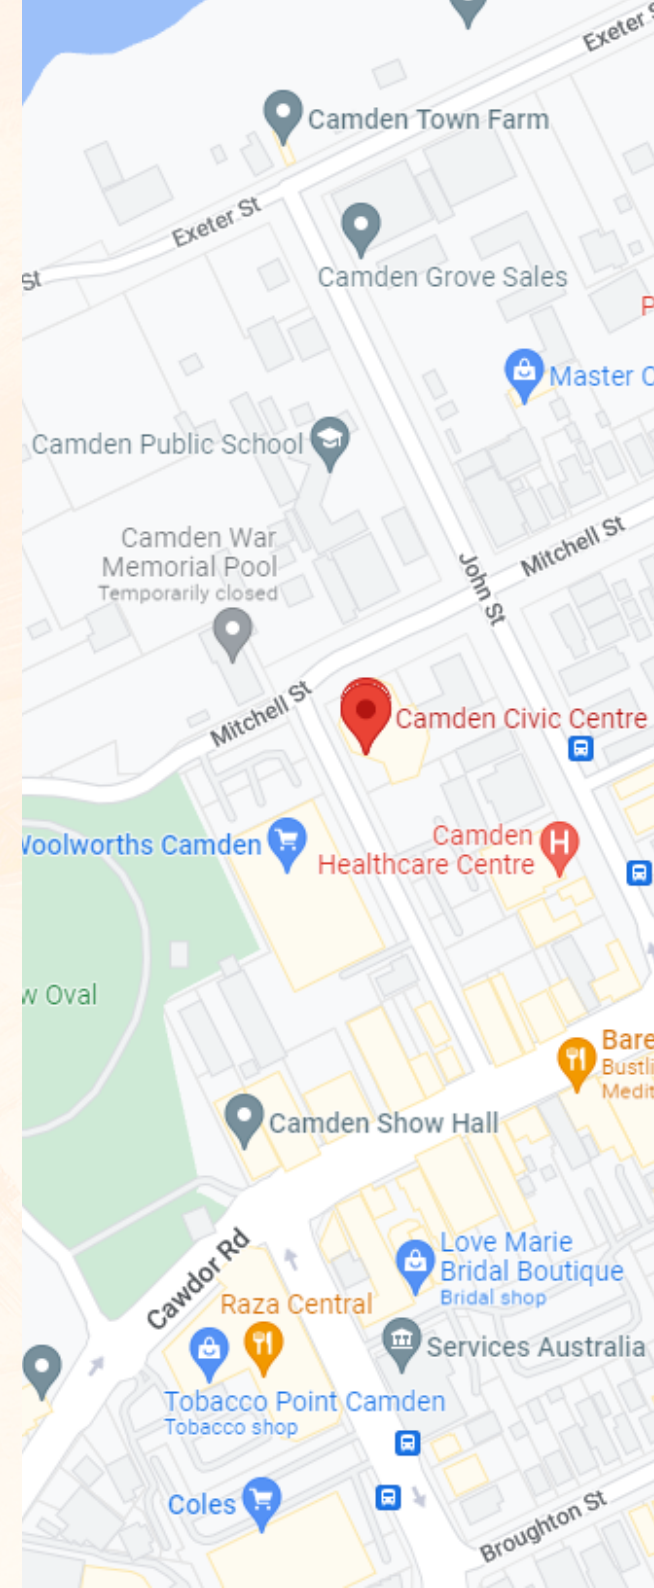 Exeter S
Camden Town Farm
Exeter St
St
Camden Grove Sales
P
Master C
Camden Public School
Mitchell St
Camden War
Memorial Pool
Temporarily closed
John St
Mitchell St
Camden Civic Centre
Woolworths Camden
Camden
Healthcare Centre
H
w Oval
Bare
Bustli
Medit
Camden Show Hall
Cawdor Rd
Love Marie
Bridal Boutique
Bridal shop
Raza Central
Services Australia
Tobacco Point Camden
Tobacco shop
Coles
Broughton St